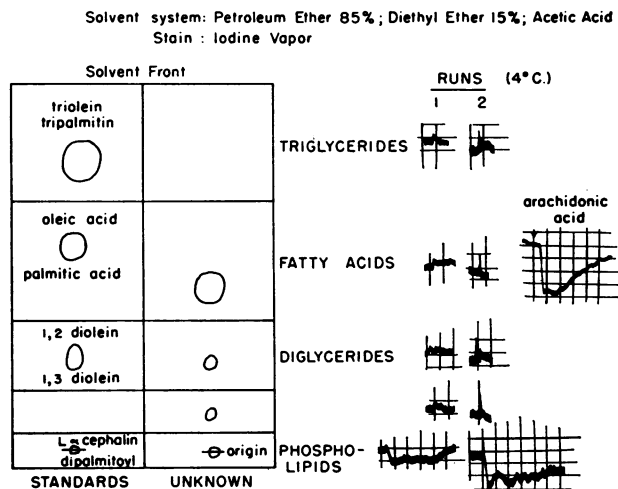 Solvent system: Petroleum Ether 85%; Diethyl Ether 15%; Acetic Acid
Stain : Iodine Vapor
Solvent Front
RUNS (4°C.)
1 2
triolein
tripalmitin
TRIGLYCERIDES
arachidonic
acid
oleic acid
palmitic acid
FATTY ACIDS
1,2 diolein
1,3 diolein
DIGLYCERIDES
L α cephalin
dipalmitoyl
origin
PHOSPHO-
LIPIDS
STANDARDS UNKNOWN